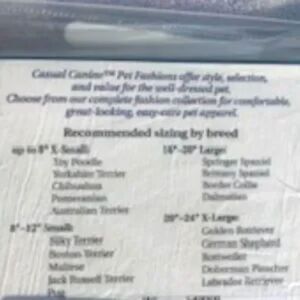 Casual Canine™ Pet Fashions offer style, selection,
and value for the well-dressed pet.
Choose from our complete fashion collection for comfortable,
great-looking, easy-care pet apparel.
Recommended sizing by breed
up to 8" X-Small:
Toy Poodle
Yorkshire Terrier
Chihuahua
Pomeranian
Australian Terrier
8"-12" Small:
Silky Terrier
Boston Terrier
Maltese
Jack Russell Terrier
Pug
Large:
Springer Spaniel
Brittany Spaniel
Border Collie
Dalmatian
20"-24" X-Large:
Golden Retriever
German Shepherd
Rottweiler
Doberman Pinscher
Labrador Retriever